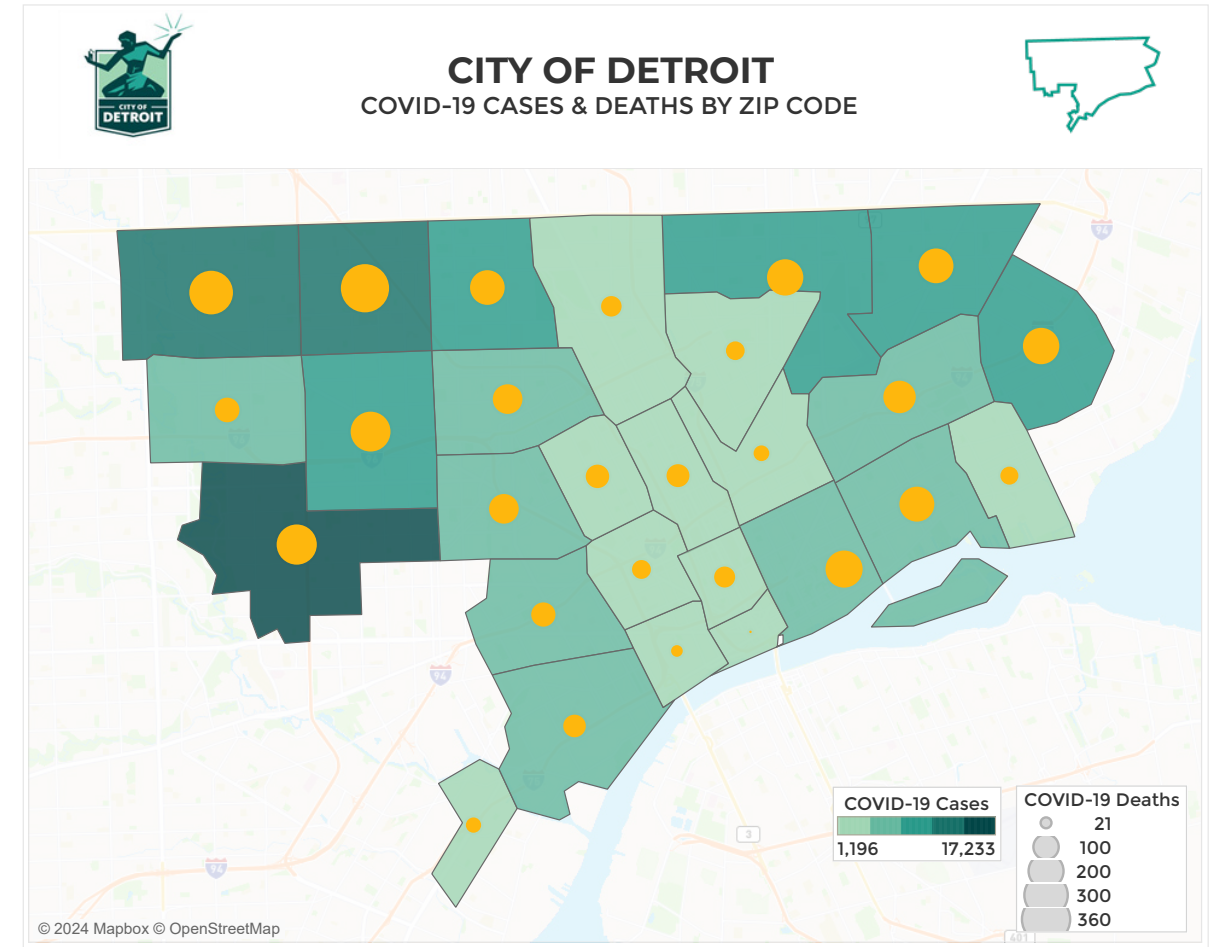 CITY OF
DETROIT
CITY OF DETROIT
COVID-19 CASES & DEATHS BY ZIP CODE
94
94
3
94
401
COVID-19 Cases
1,196 17,233
COVID-19 Deaths
21
100
200
300
360
© 2024 Mapbox © OpenStreetMap